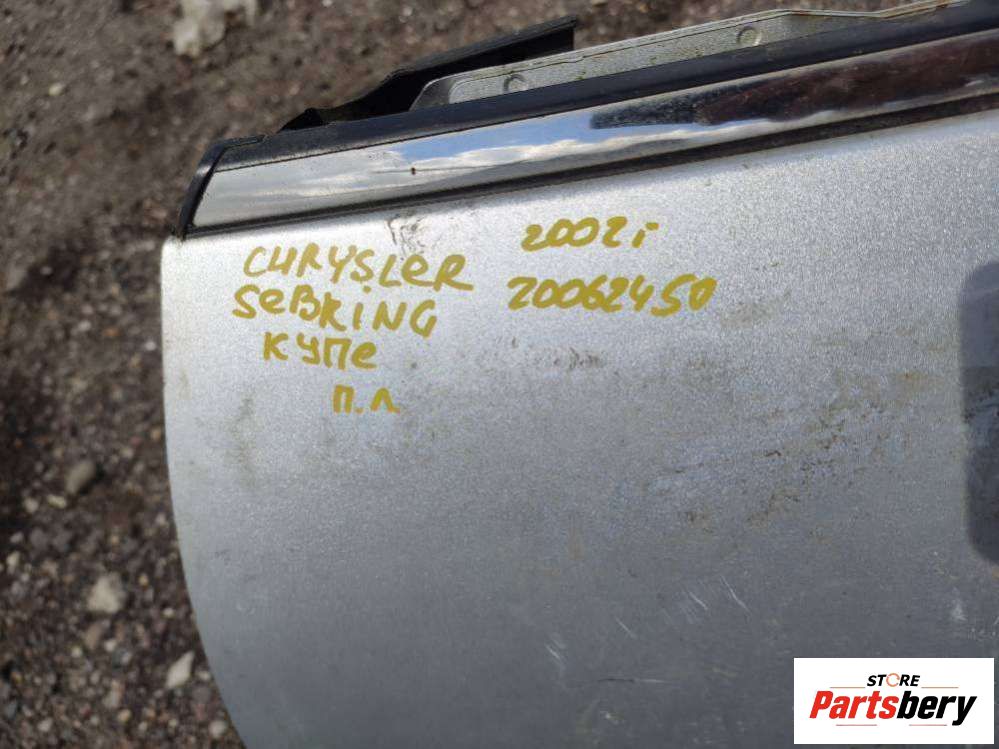 CHRYSLER
SEBRING
КУПЕ
П.Л
2002г
20062450
STORE
Partsbery